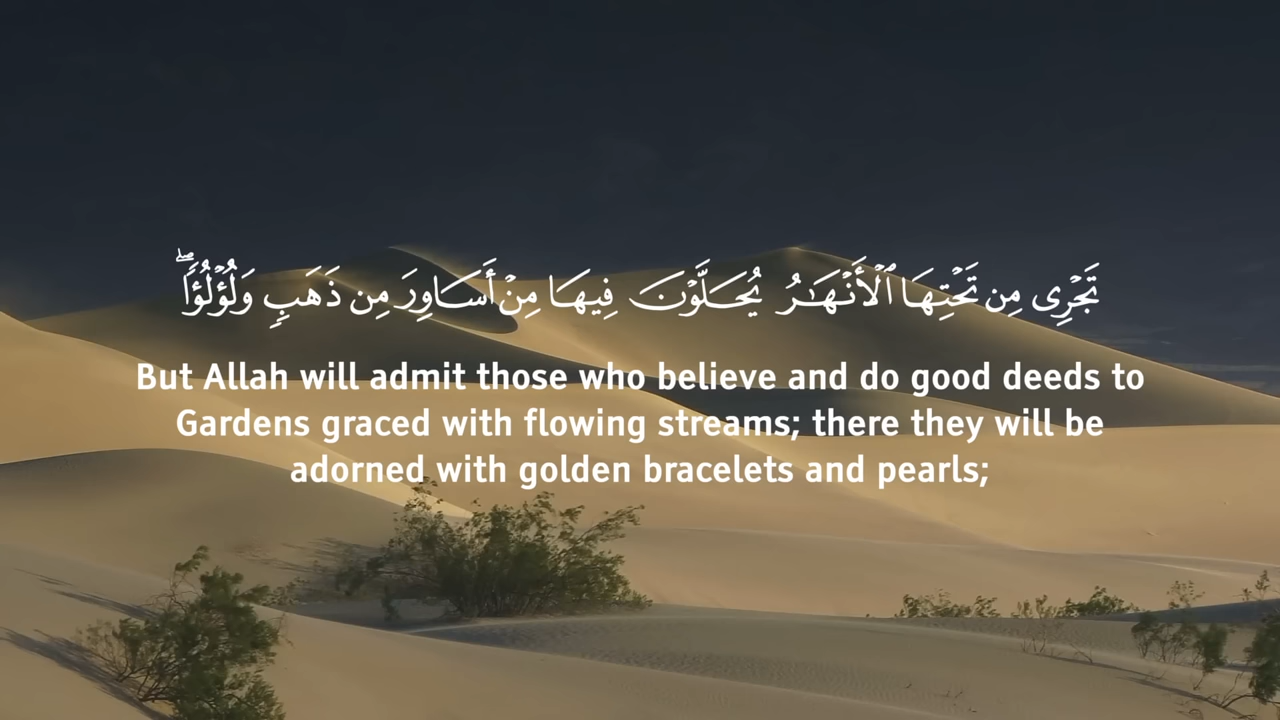 تَجْرِى مِن تَحْتِهَا ٱلْأَنْهَـٰرُ يُحَلَّوْنَ فِيهَا مِنْ أَسَاوِرَ مِن ذَهَبٍ وَلُؤْلُؤًا ۖ
But Allah will admit those who believe and do good deeds to
Gardens graced with flowing streams; there they will be
adorned with golden bracelets and pearls;